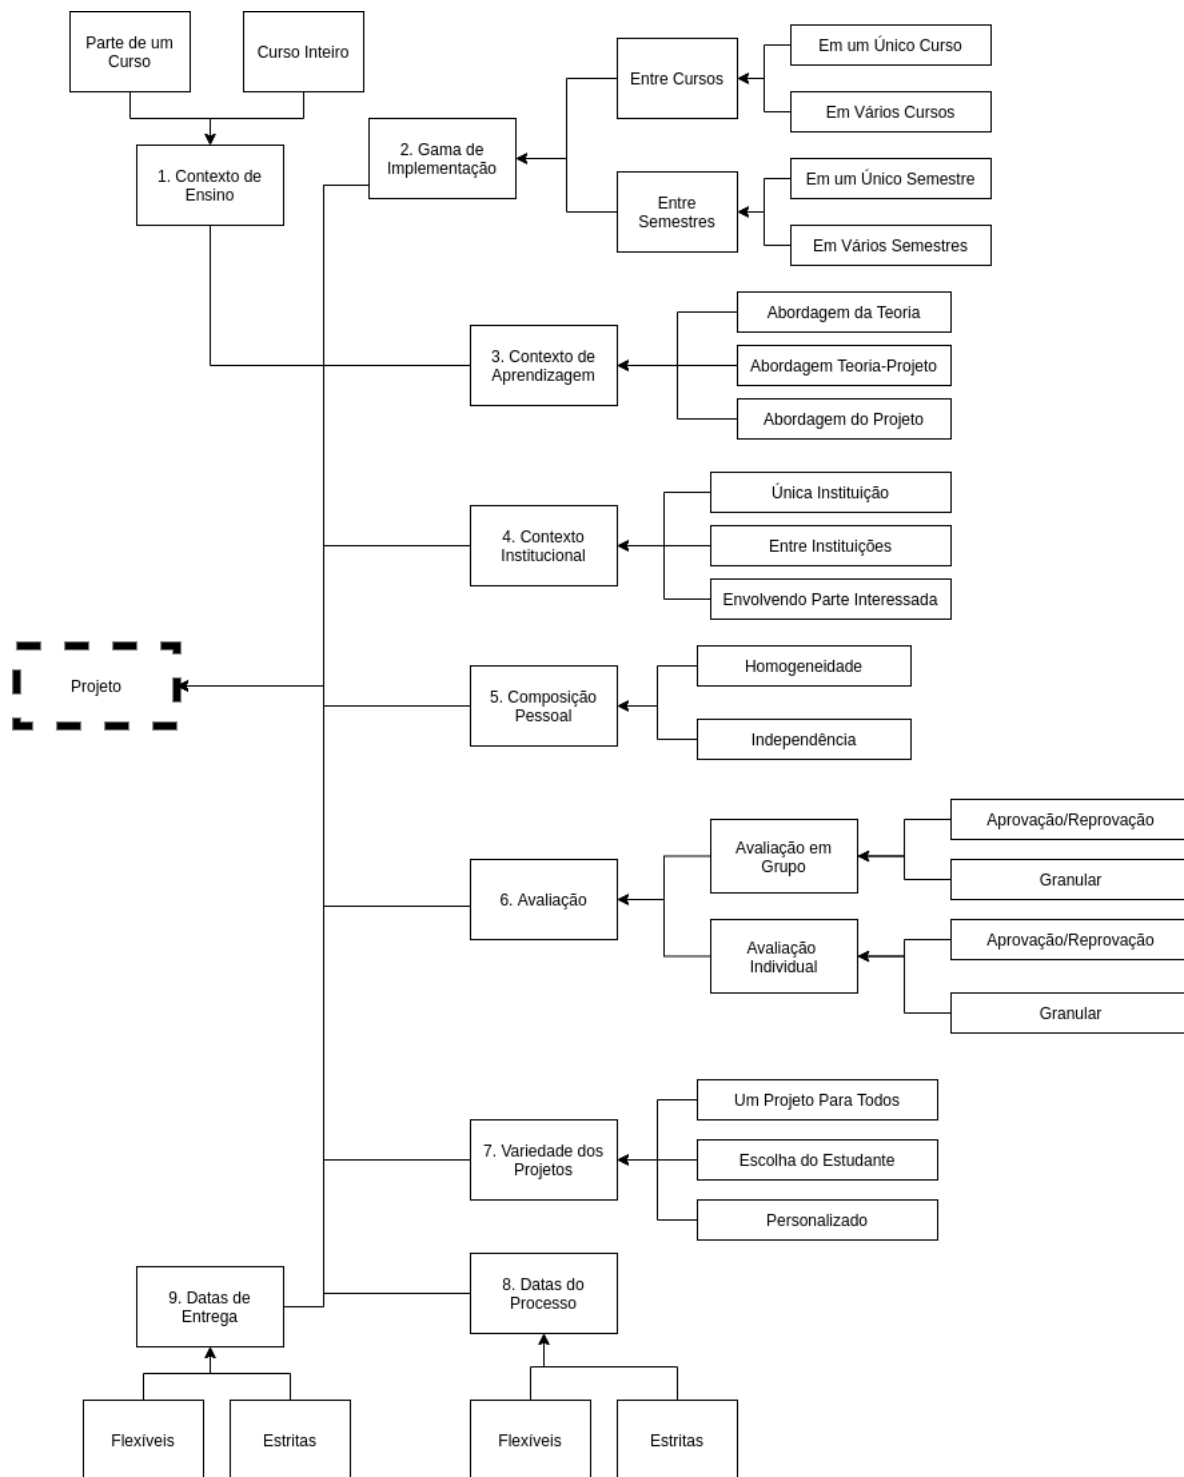 Parte de um
Curso
Curso Inteiro
1. Contexto de
Ensino
2. Gama de
Implementação
Entre Cursos
Em um Único Curso
Em Vários Cursos
Entre
Semestres
Em um Único Semestre
Em Vários Semestres
3. Contexto de
Aprendizagem
Abordagem da Teoria
Abordagem Teoria-Projeto
Abordagem do Projeto
4. Contexto
Institucional
Única Instituição
Entre Instituições
Envolvendo Parte Interessada
Projeto
5. Composição
Pessoal
Homogeneidade
Independência
6. Avaliação
Avaliação em
Grupo
Aprovação/Reprovação
Granular
Avaliação
Individual
Aprovação/Reprovação
Granular
7. Variedade dos
Projetos
Um Projeto Para Todos
Escolha do Estudante
Personalizado
8. Datas do
Processo
Flexíveis
Estritas
9. Datas de
Entrega
Flexíveis
Estritas